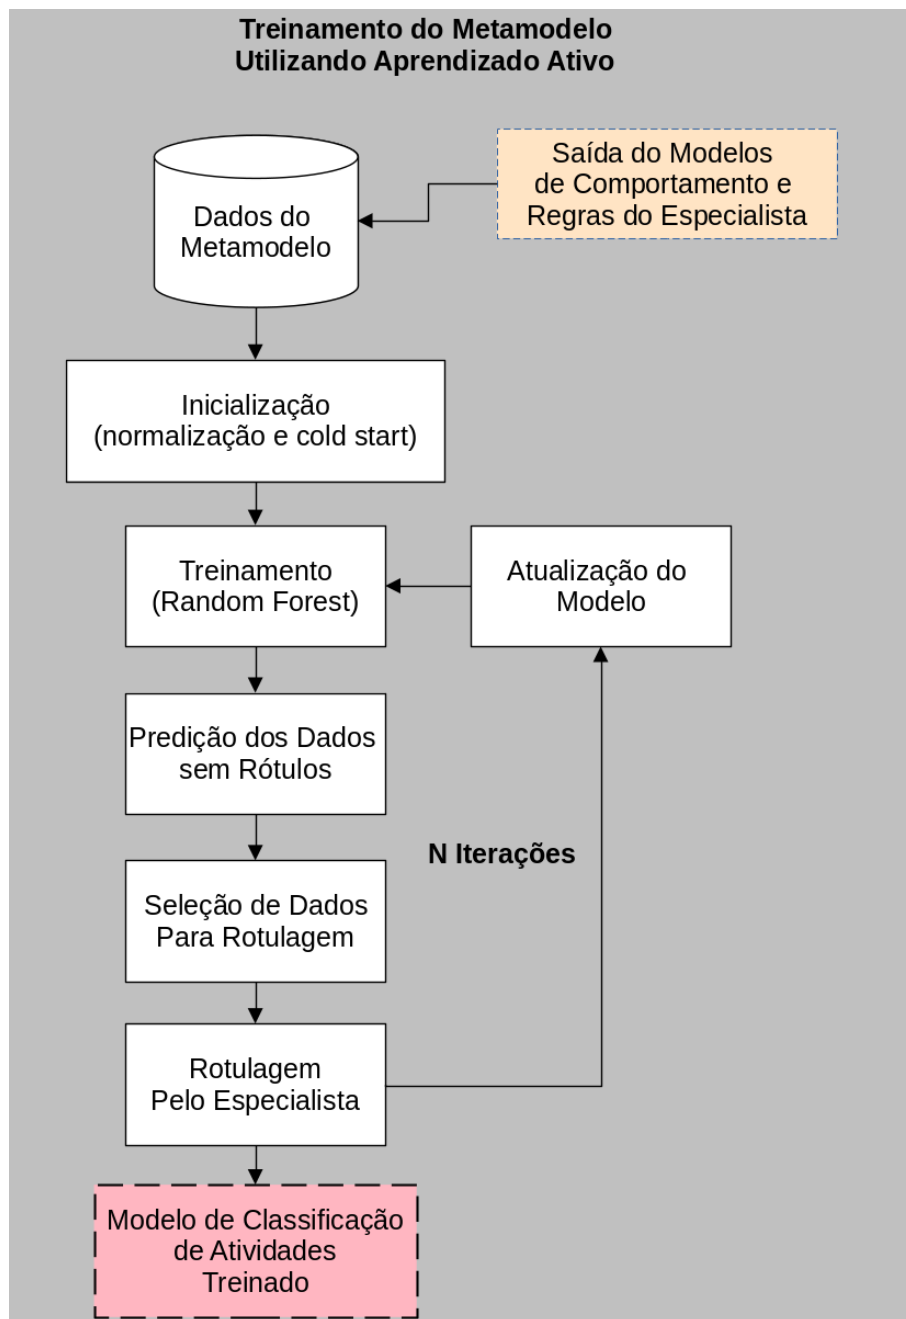 Treinamento do Metamodelo
Utilizando Aprendizado Ativo
Saída do Modelos
de Comportamento e
Regras do Especialista
Dados do
Metamodelo
Inicialização
(normalização e cold start)
Treinamento
(Random Forest)
Atualização do
Modelo
Predição dos Dados
sem Rótulos
N Iterações
Seleção de Dados
Para Rotulagem
Rotulagem
Pelo Especialista
Modelo de Classificação
de Atividades
Treinado